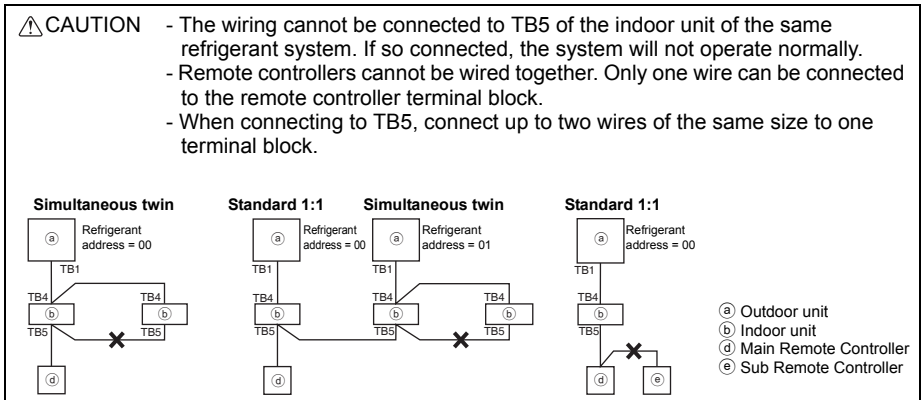 ⚠CAUTION - The wiring cannot be connected to TB5 of the indoor unit of the same
refrigerant system. If so connected, the system will not operate normally.
- Remote controllers cannot be wired together. Only one wire can be connected
to the remote controller terminal block.
- When connecting to TB5, connect up to two wires of the same size to one
terminal block.
Simultaneous twin Standard 1:1 Simultaneous twin Standard 1:1
ⓐ Refrigerant ⓐ Refrigerant ⓐ Refrigerant ⓐ Refrigerant
address = 00 address = 00 address = 01 address = 00
TB1 TB1 TB1 TB1
TB4 TB4 TB4 TB4 TB4 TB4
ⓑ ⓑ ⓑ ⓑ ⓑ ⓑ
TB5 TB5 TB5 TB5 TB5 TB5
ⓓ ⓓ ⓓ ⓔ
ⓐ Outdoor unit
ⓑ Indoor unit
ⓓ Main Remote Controller
ⓔ Sub Remote Controller